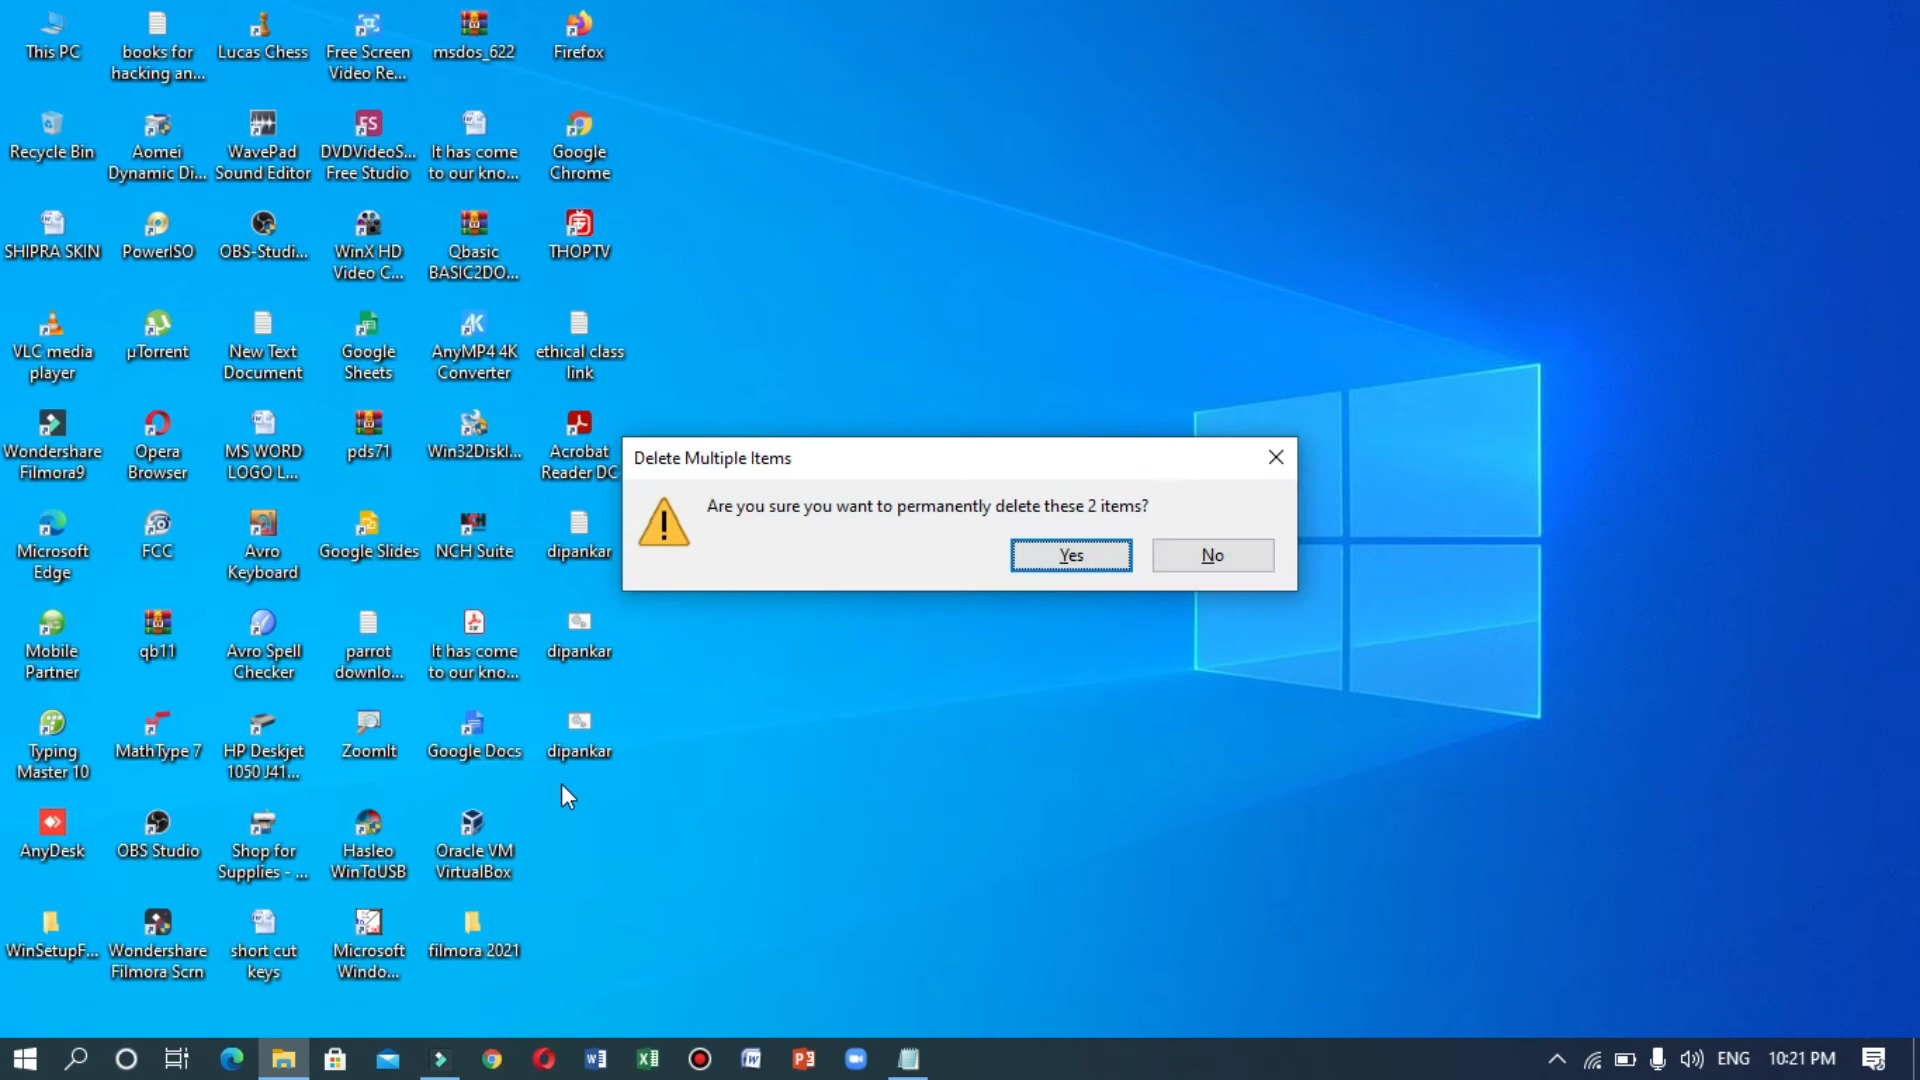 This PC
books for
hacking an...
Lucas Chess
Free Screen
Video Re...
msdos_622
Firefox
Recycle Bin
Aomei
Dynamic Di...
WavePad
Sound Editor
DVDVideoS...
Free Studio
It has come
to our kno...
Google
Chrome
SHIPRA SKIN
PowerISO
OBS-Studi...
WinX HD
Video C...
Qbasic
BASIC2DO...
THOPTV
VLC media
player
µTorrent
New Text
Document
Google
Sheets
AnyMP4 4K
Converter
ethical class
link
Wondershare
Filmora9
Opera
Browser
MS WORD
LOGO L...
pds71
Win32DiskI...
Acrobat
Reader DC
Delete Multiple Items
Are you sure you want to permanently delete these 2 items?
Yes
No
Microsoft
Edge
FCC
Avro
Keyboard
Google Slides
NCH Suite
dipankar
Mobile
Partner
qb11
Avro Spell
Checker
parrot
downlo...
It has come
to our kno...
dipankar
Typing
Master 10
MathType 7
HP Deskjet
1050 J41...
ZoomIt
Google Docs
dipankar
AnyDesk
OBS Studio
Shop for
Supplies - ...
Hasleo
WinToUSB
Oracle VM
VirtualBox
WinSetupF...
Wondershare
Filmora Scrn
short cut
keys
Microsoft
Windo...
filmora 2021
ENG
10:21 PM